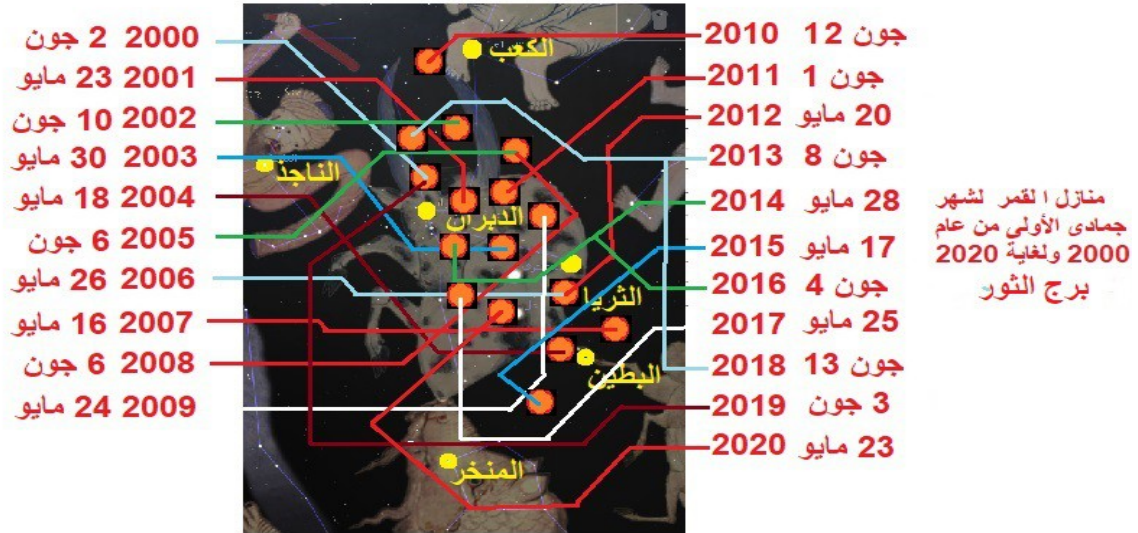 2000 2 جون
2001 23 مايو
2002 10 جون
2003 30 مايو
2004 18 مايو
2005 6 جون
2006 26 مايو
2007 16 مايو
2008 6 جون
2009 24 مايو
الكعب
الناجذ
الدبران
الثريا
البطين
المنخر
جون 12 2010
جون 1 2011
مايو 20 2012
جون 8 2013
مايو 28 2014
مايو 17 2015
جون 4 2016
مايو 25 2017
جون 13 2018
جون 3 2019
مايو 23 2020
منازل القمر لشهر
جمادى الأولى من عام
2000 ولغاية 2020
برج الثور